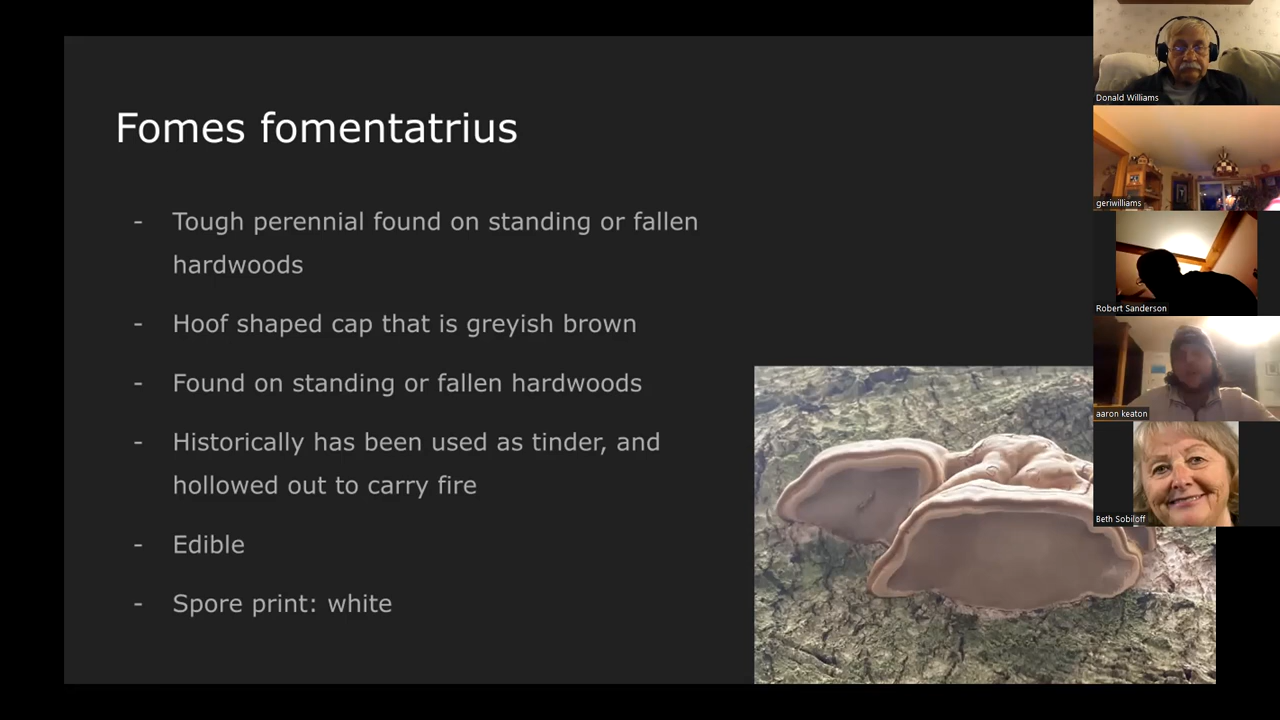 Fomes fomentatrius
- Tough perennial found on standing or fallen
hardwoods
- Hoof shaped cap that is greyish brown
- Found on standing or fallen hardwoods
- Historically has been used as tinder, and
hollowed out to carry fire
- Edible
- Spore print: white
Donald Williams
geriwilliams
Robert Sanderson
aaron keaton
Beth Sobiloff